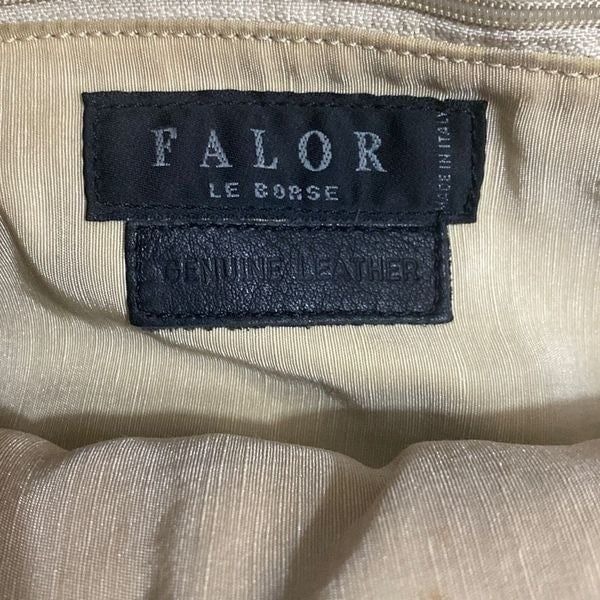 FALOR
LE BORSE
MADE IN ITALY
GENUINE LEATHER